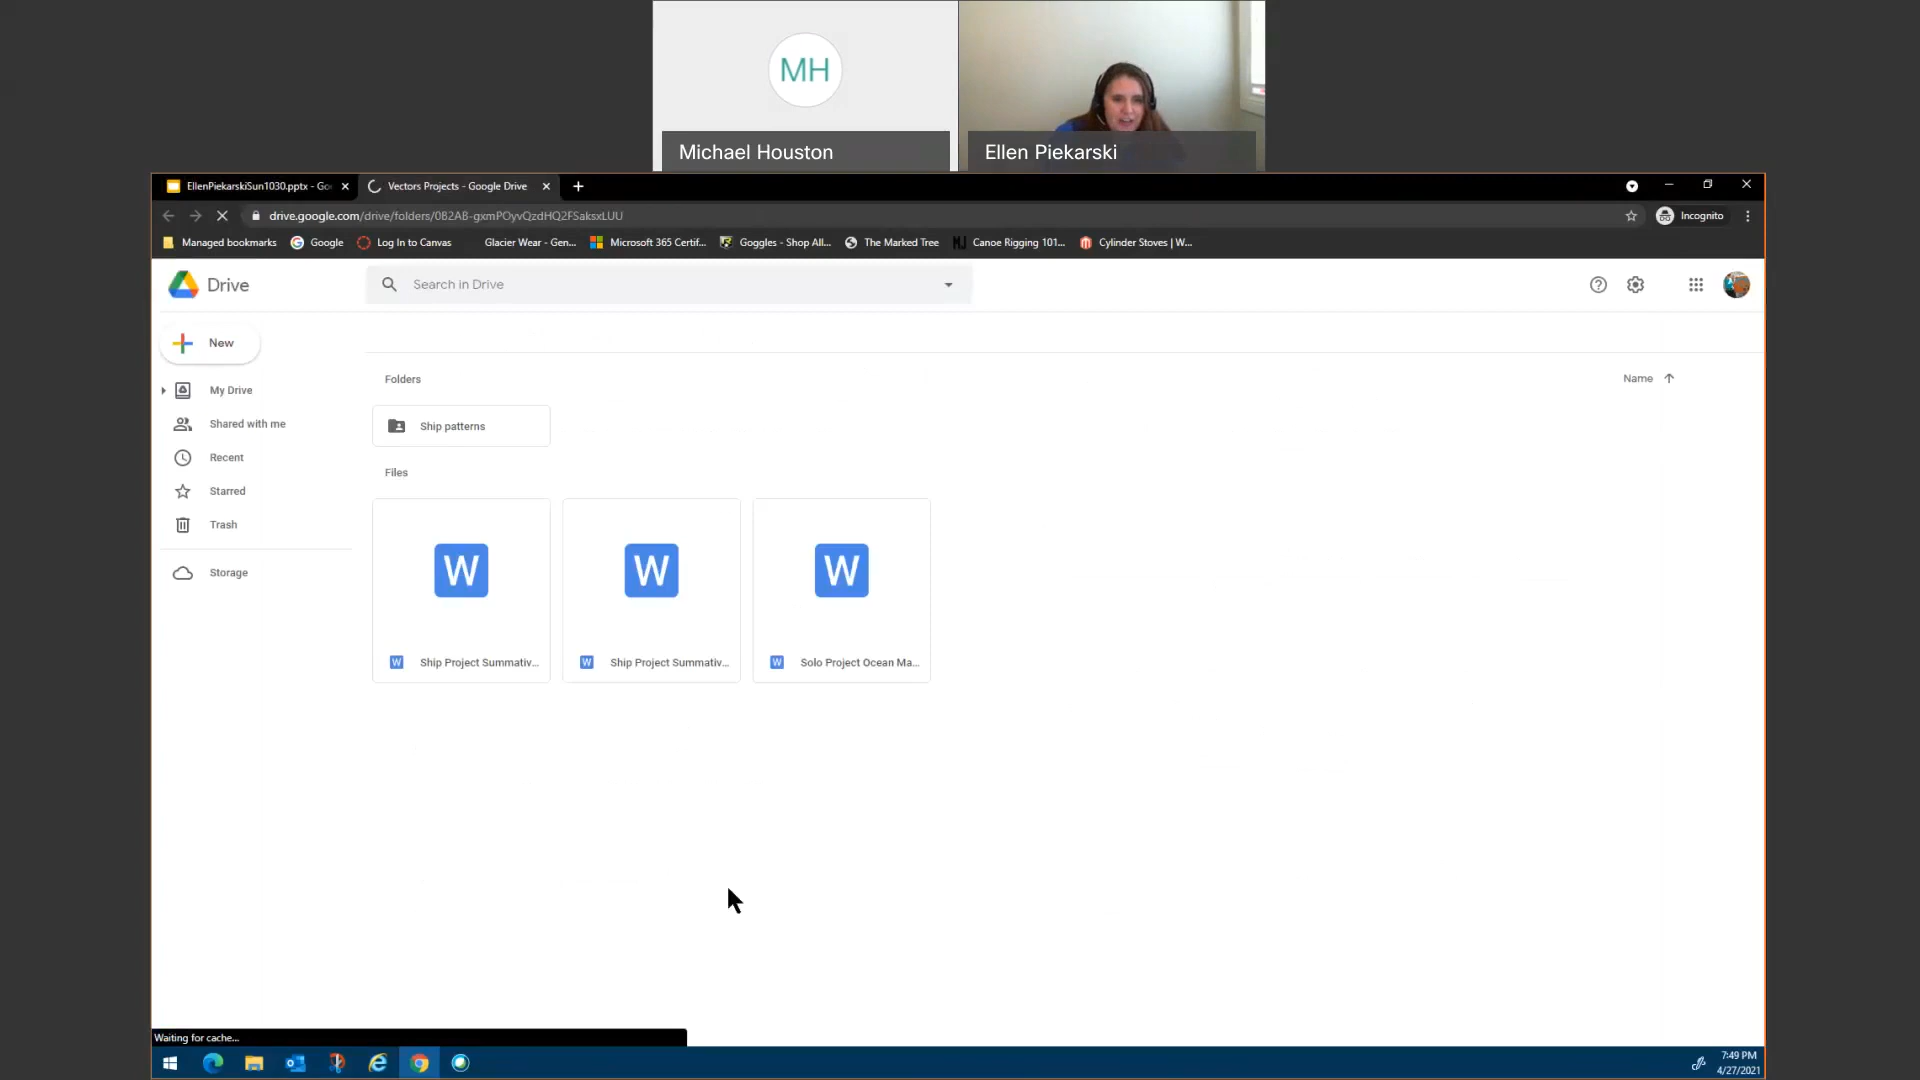 MH
Michael Houston
Ellen Piekarski
EllenPiekarskiSun1030.pptx - Go
Vectors Projects - Google Drive
drive.google.com/drive/folders/0B2AB-gxmPOyvQzdHQ2FSaksxLUU
Incognito
Managed bookmarks
Google
Log In to Canvas
Glacier Wear - Gen...
Microsoft 365 Certif...
Goggles - Shop All...
The Marked Tree
Canoe Rigging 101...
Cylinder Stoves | W...
Drive
Search in Drive
New
My Drive
Shared with me
Recent
Starred
Trash
Storage
Folders
Name
Ship patterns
Files
W
W
W
W Ship Project Summativ...
W Ship Project Summativ...
W Solo Project Ocean Ma...
Waiting for cache...
7:49 PM
4/27/2021